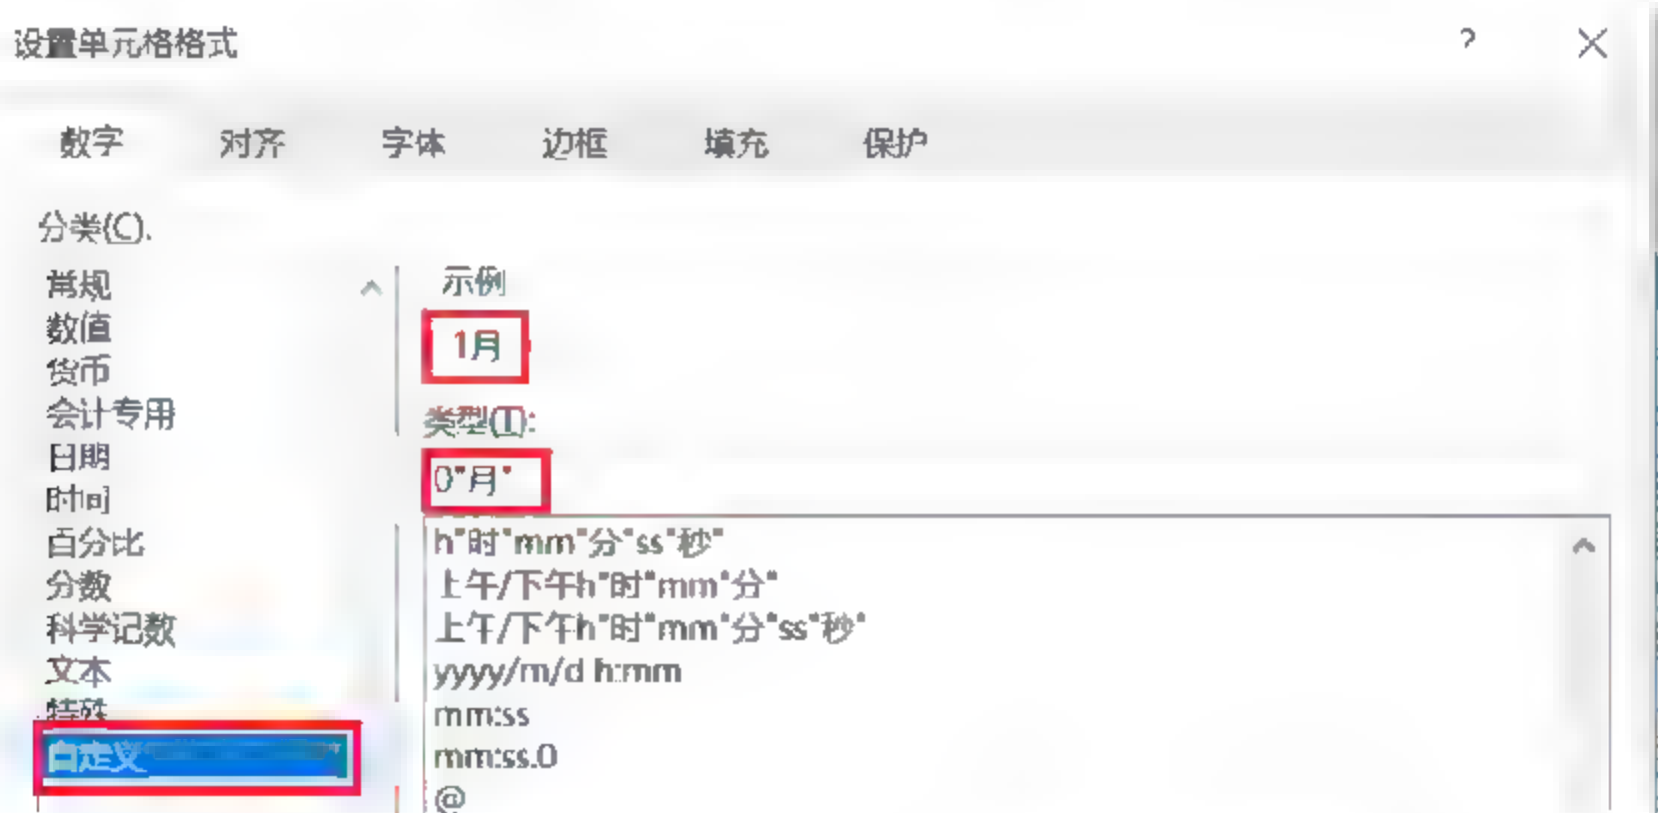 设置单元格格式
?
数字 对齐 字体 边框 填充 保护
分类(C).
常规
数值
货币
会计专用
日期
时间
百分比
分数
科学记数
文本
特殊
自定义
示例
1月
类型(T):
0"月"
h"时"mm"分"ss"秒"
上午/下午h"时"mm"分"
上午/下午h"时"mm"分"ss"秒"
yyyy/m/d h:mm
mm:ss
mm:ss.0
@